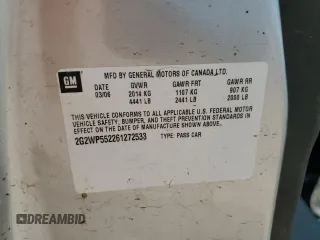 GM
MFD BY GENERAL MOTORS OF CANADA LTD.
DATE GVWR GAWR FRT GAWR RR
03/06 2014 KG 1107 KG 907 KG
4441 LB 2441 LB 2000 LB
THIS VEHICLE CONFORMS TO ALL APPLICABLE U.S. FEDERAL MOTOR
VEHICLE SAFETY, BUMPER, AND THEFT PREVENTION STANDARDS
IN EFFECT ON THE DATE OF MANUFACTURE SHOWN ABOVE.
2G2WP552261272533 TYPE: PASS CAR
DREAMBID